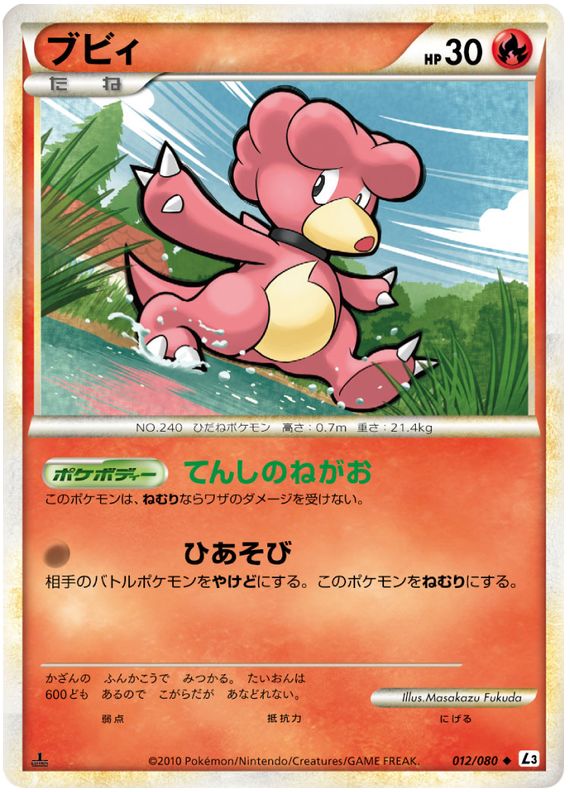 ブビィ
HP30
たね
NO.240 ひだねポケモン 高さ:0.7m 重さ:21.4kg
ポケボディー てんしのねがお
このポケモンは、ねむりならワザのダメージを受けない。
ひあそび
相手のバトルポケモンをやけどにする。このポケモンをねむりにする。
かざんの ふんかこうで みつかる。たいおんは
600ども あるので こがらだが あなどれない。
Illus.Masakazu Fukuda
弱点 抵抗力 にげる
©2010 Pokémon/Nintendo/Creatures/GAME FREAK.
012/080 ◆ L3